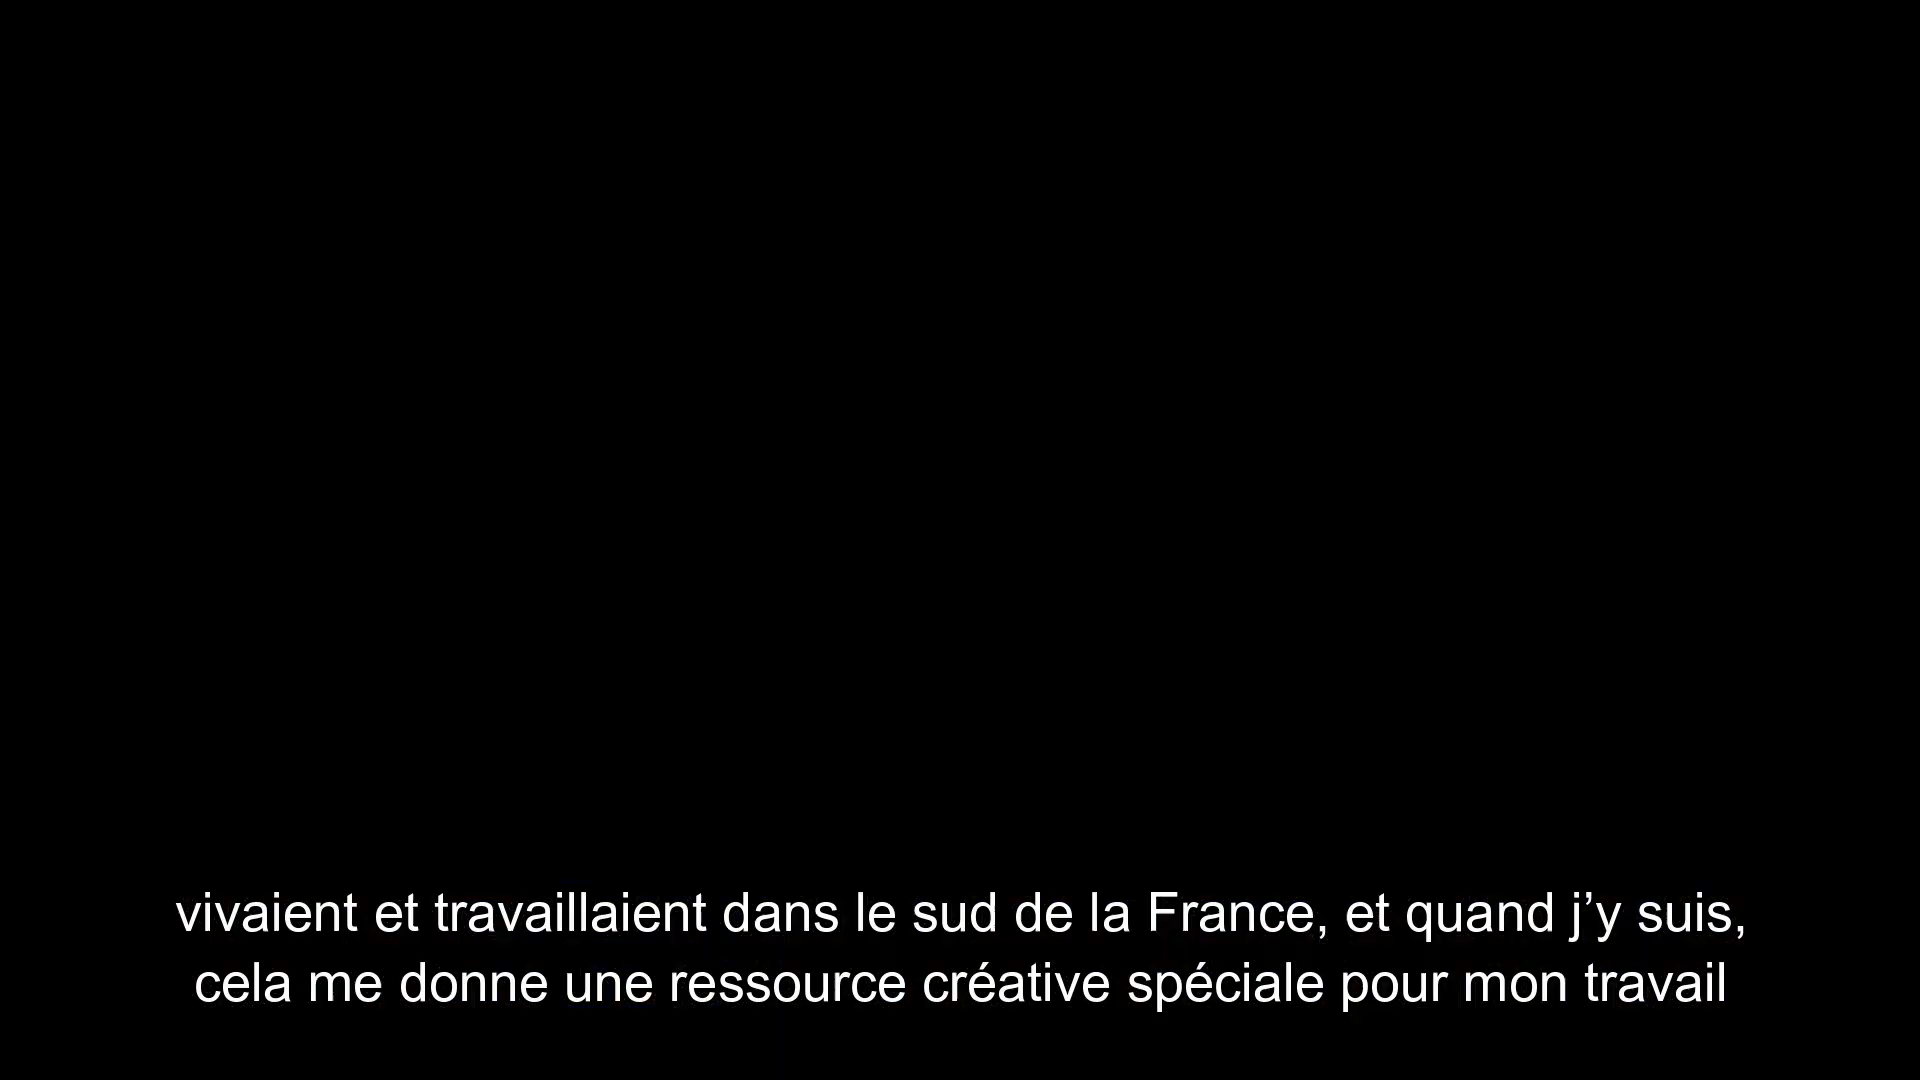 vivaient et travaillaient dans le sud de la France, et quand j’y suis,
cela me donne une ressource créative spéciale pour mon travail